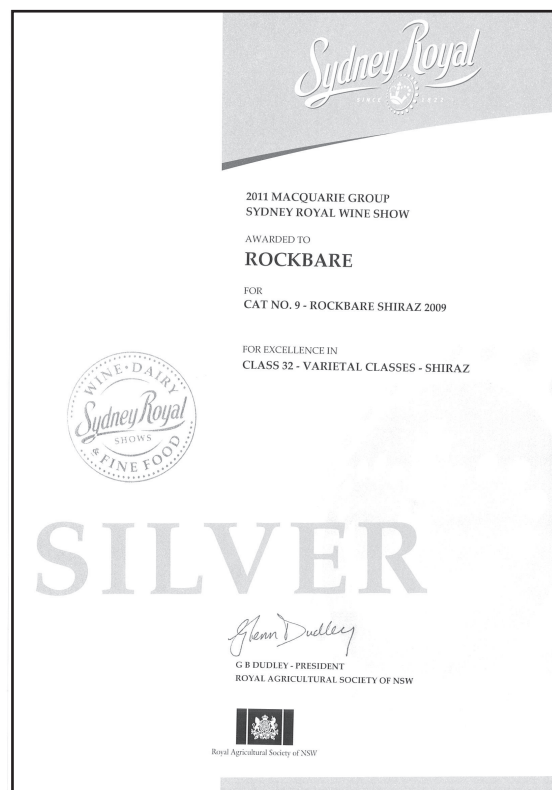 Sydney Royal
SINCE 1822
2011 MACQUARIE GROUP
SYDNEY ROYAL WINE SHOW
AWARDED TO
ROCKBARE
FOR
CAT NO. 9 - ROCKBARE SHIRAZ 2009
FOR EXCELLENCE IN
CLASS 32 - VARIETAL CLASSES - SHIRAZ
WINE • DAIRY
Sydney Royal
SHOWS
& FINE FOOD
SILVER
Glenn Dudley
G B DUDLEY - PRESIDENT
ROYAL AGRICULTURAL SOCIETY OF NSW
Royal Agricultural Society of NSW